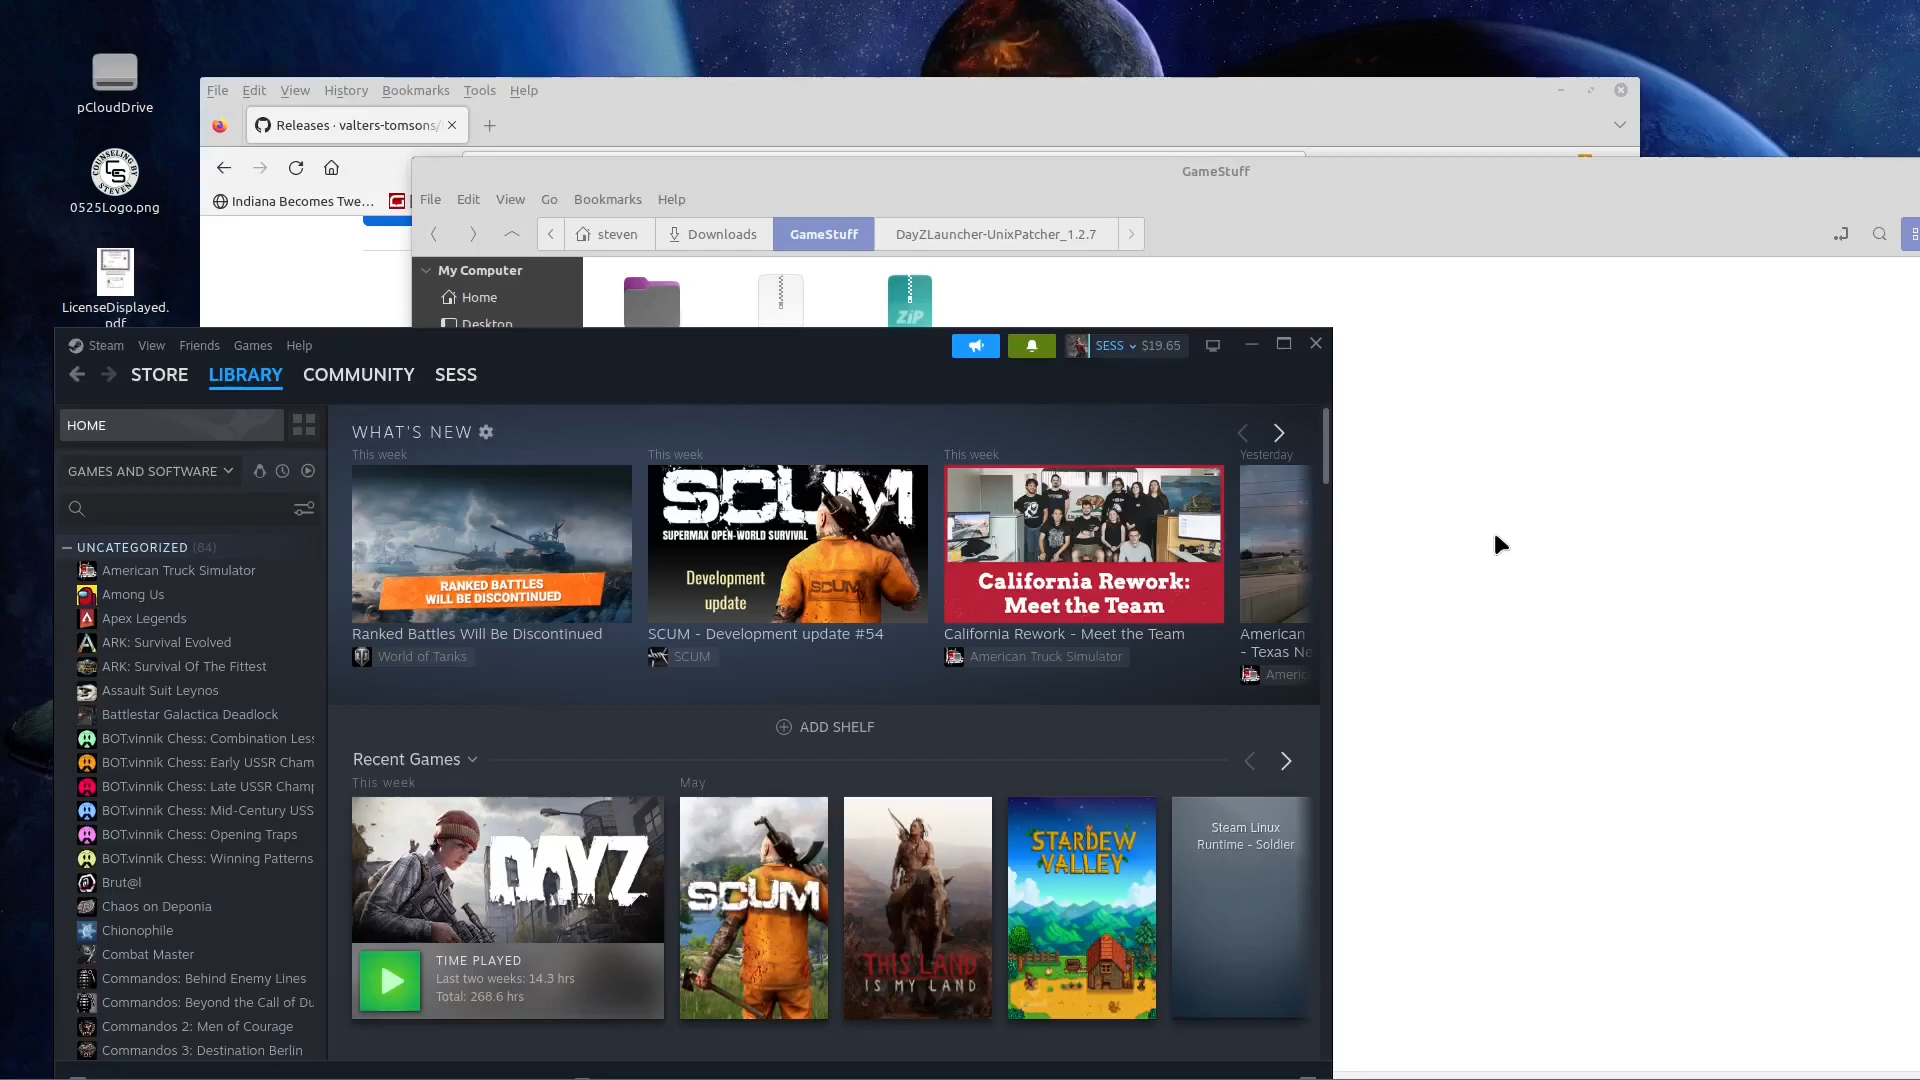 pCloudDrive
COUNSELING BY
CS
STEVEN
0525Logo.png
LicenseDisplayed.
pdf
File Edit View History Bookmarks Tools Help
Releases · valters-tomsons/
Indiana Becomes Twe…
GameStuff
File Edit View Go Bookmarks Help
steven Downloads GameStuff DayZLauncher-UnixPatcher_1.2.7
My Computer
Home
Desktop
ZIP
Steam View Friends Games Help
SESS $19.65
STORE LIBRARY COMMUNITY SESS
HOME
GAMES AND SOFTWARE
UNCATEGORIZED (84)
American Truck Simulator
Among Us
Apex Legends
ARK: Survival Evolved
ARK: Survival Of The Fittest
Assault Suit Leynos
Battlestar Galactica Deadlock
BOT.vinnik Chess: Combination Less
BOT.vinnik Chess: Early USSR Cham
BOT.vinnik Chess: Late USSR Champ
BOT.vinnik Chess: Mid-Century USS
BOT.vinnik Chess: Opening Traps
BOT.vinnik Chess: Winning Patterns
Brut@l
Chaos on Deponia
Chionophile
Combat Master
Commandos: Behind Enemy Lines
Commandos: Beyond the Call of Du
Commandos 2: Men of Courage
Commandos 3: Destination Berlin
WHAT'S NEW
This week
RANKED BATTLES
WILL BE DISCONTINUED
Ranked Battles Will Be Discontinued
World of Tanks
This week
SCUM
SUPERMAX OPEN-WORLD SURVIVAL
Development
update
SCUM
SCUM - Development update #54
SCUM
This week
California Rework:
Meet the Team
California Rework - Meet the Team
American Truck Simulator
Yesterday
American
- Texas Ne
Americ
ADD SHELF
Recent Games
This week
DAYZ
TIME PLAYED
Last two weeks: 14.3 hrs
Total: 268.6 hrs
May
SCUM
THIS LAND
IS MY LAND
STARDEW
VALLEY
Steam Linux
Runtime - Soldier